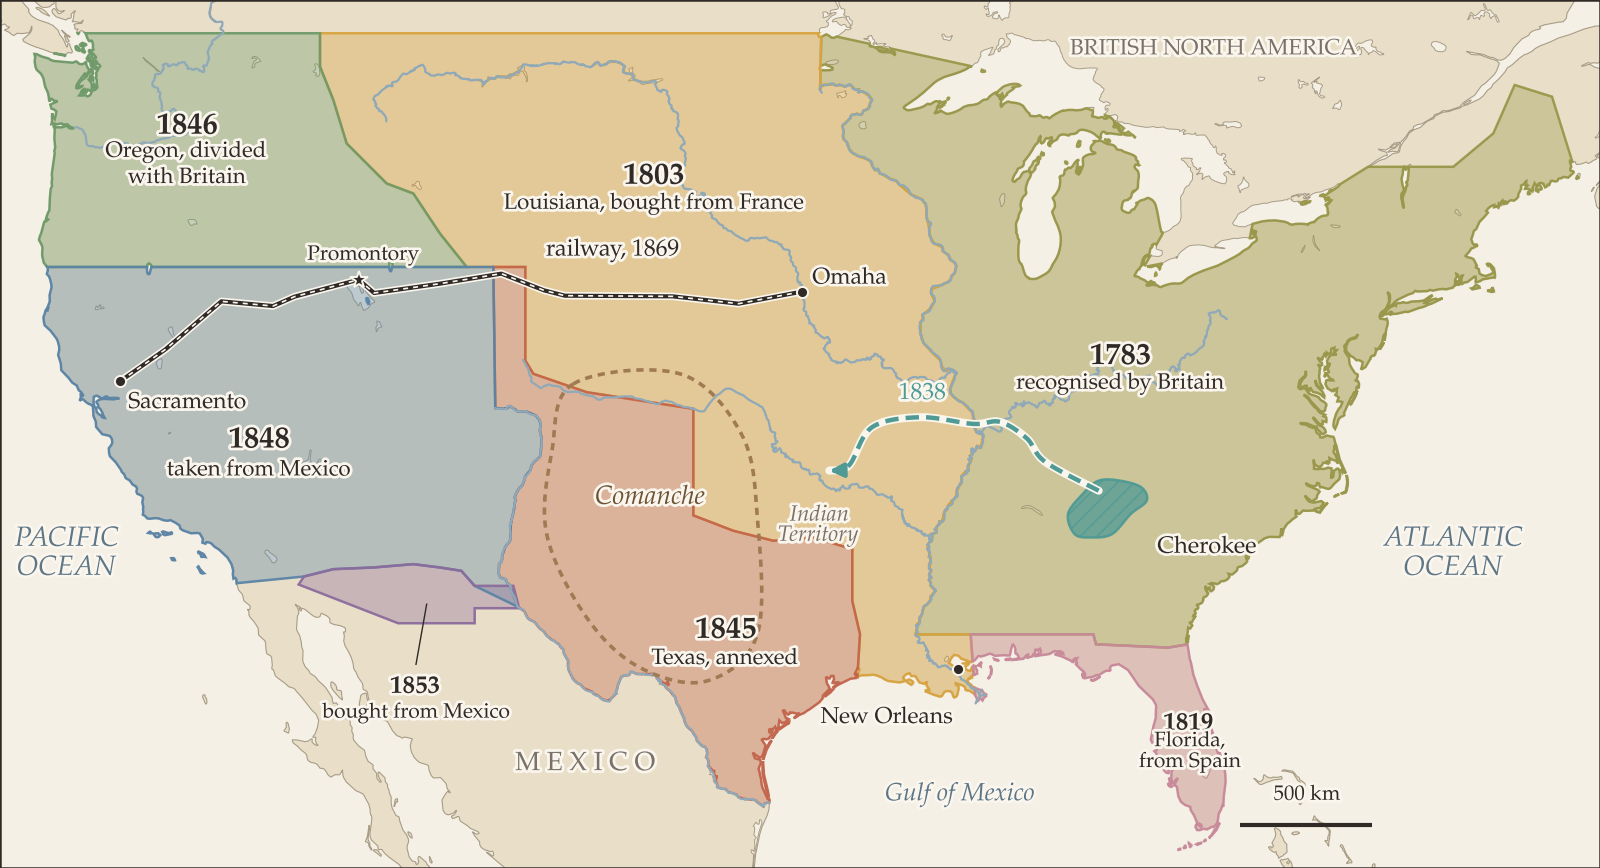 BRITISH NORTH AMERICA
1846
Oregon, divided
with Britain
1803
Louisiana, bought from France
railway, 1869
Promontory
Omaha
1783
recognised by Britain
1838
Sacramento
1848
taken from Mexico
Comanche
Indian
Territory
Cherokee
PACIFIC
OCEAN
ATLANTIC
OCEAN
1845
Texas, annexed
1853
bought from Mexico
New Orleans
1819
Florida,
from Spain
MEXICO
Gulf of Mexico
500 km